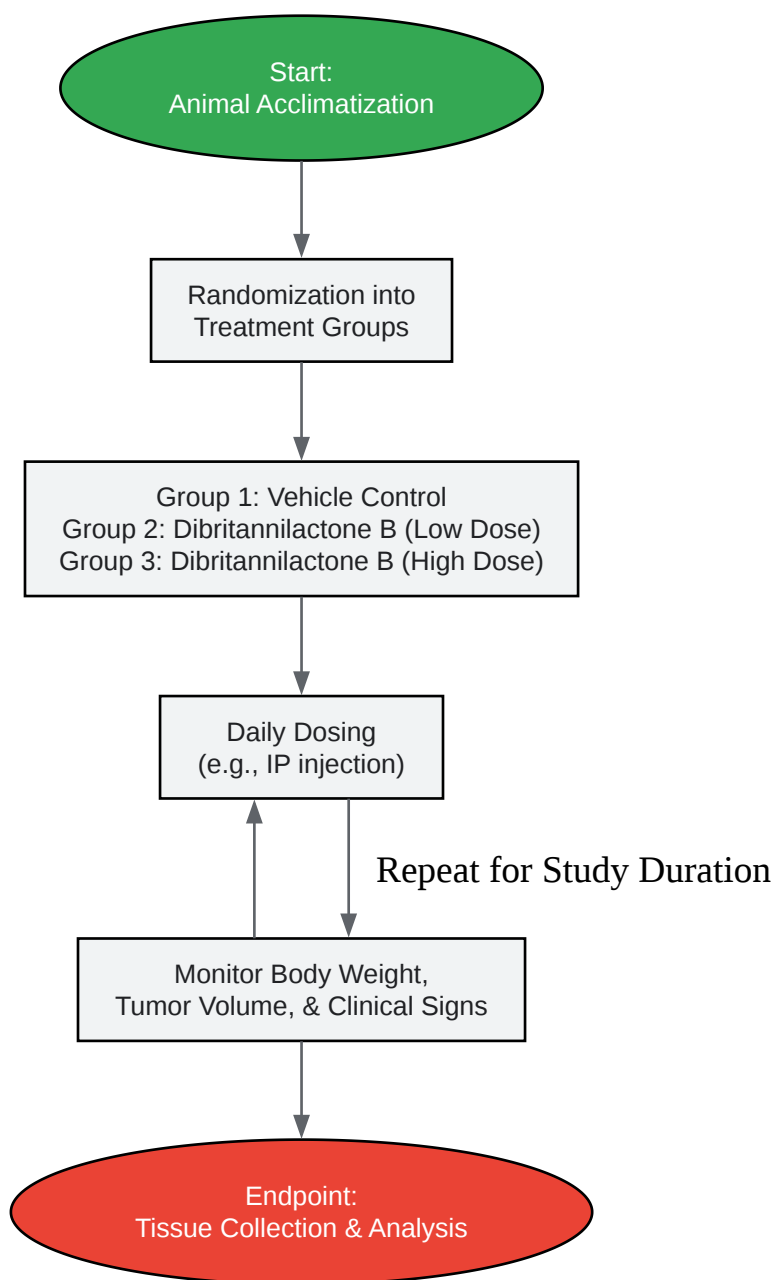 Start:
Animal Acclimatization
Randomization into
Treatment Groups
Group 1: Vehicle Control
Group 2: Dibritannilactone B (Low Dose)
Group 3: Dibritannilactone B (High Dose)
Daily Dosing
(e.g., IP injection)
Repeat for Study Duration
Monitor Body Weight,
Tumor Volume, & Clinical Signs
Endpoint:
Tissue Collection & Analysis